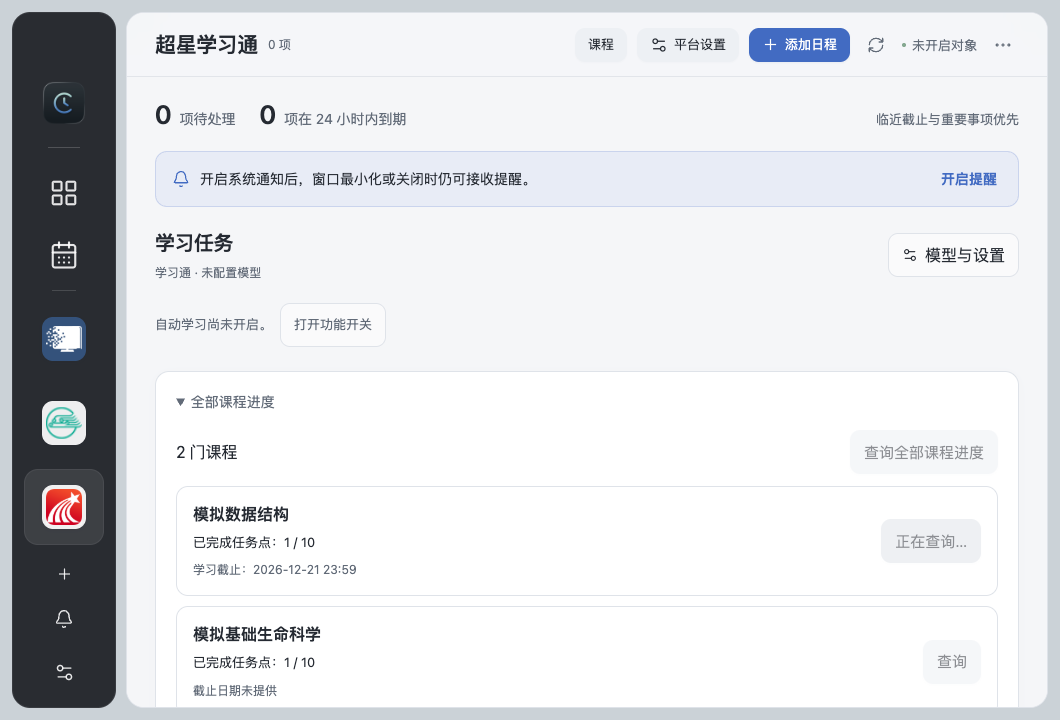 超星学习通 0 项
课程 平台设置 添加日程 未开启对象
0 项待处理 0 项在 24 小时内到期 临近截止与重要事项优先
开启系统通知后，窗口最小化或关闭时仍可接收提醒。 开启提醒
学习任务
学习通 · 未配置模型
模型与设置
自动学习尚未开启。 打开功能开关
全部课程进度
2 门课程 查询全部课程进度
模拟数据结构
已完成任务点：1 / 10
学习截止：2026-12-21 23:59
正在查询...
模拟基础生命科学
已完成任务点：1 / 10
截止日期未提供
查询